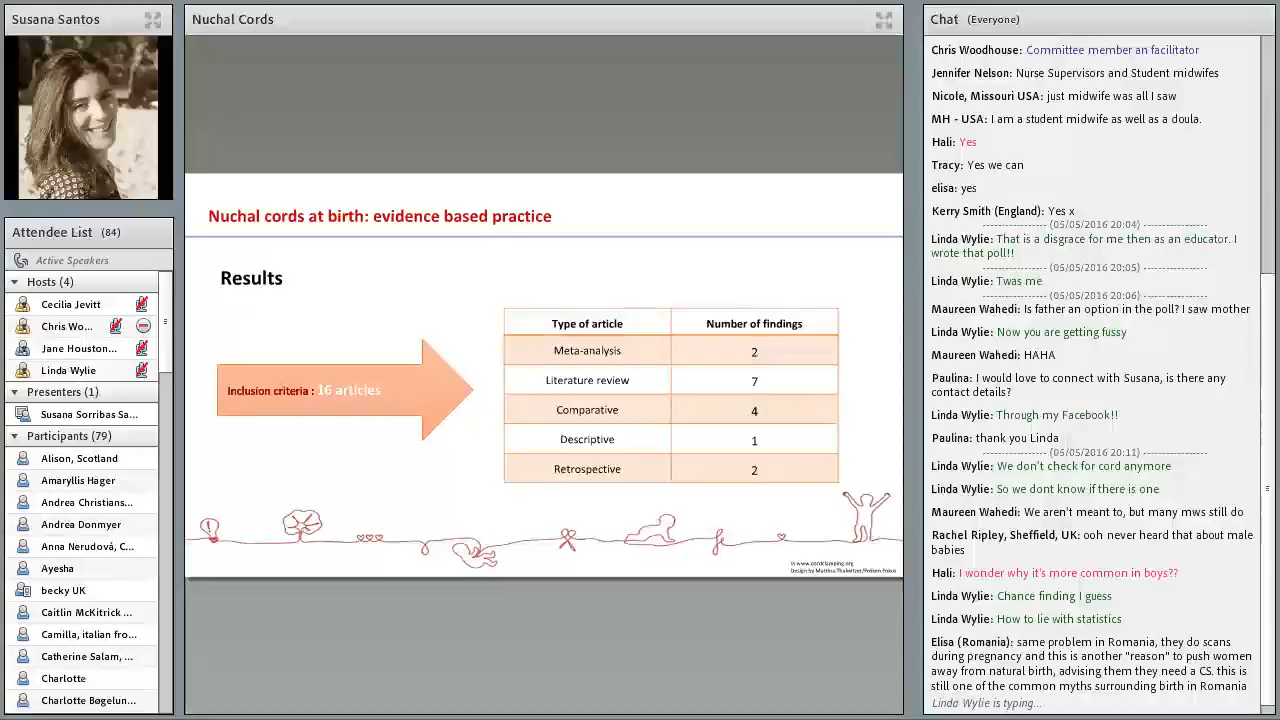 Susana Santos
Attendee List (84)
Active Speakers
Hosts (4)
Cecilia Jevitt
Chris Wo...
Jane Houston...
Linda Wylie
Presenters (1)
Susana Sorribas Sa...
Participants (79)
Alison, Scotland
Amaryllis Hager
Andrea Christians...
Andrea Donmyer
Anna Nerudová, C...
Ayesha
becky UK
Caitlin McKitrick ...
Camilla, italian fro...
Catherine Salam, ...
Charlotte
Charlotte Bøgelun...
Nuchal Cords
Nuchal cords at birth: evidence based practice
Results
Inclusion criteria : 16 articles
Type of article Number of findings
Meta-analysis 2
Literature review 7
Comparative 4
Descriptive 1
Retrospective 2
© www.cordclamping.org
Design by Martina
Chat (Everyone)
Chris Woodhouse: Committee member an facilitator
Jennifer Nelson: Nurse Supervisors and Student midwifes
Nicole, Missouri USA: just midwife was all I saw
MH - USA: I am a student midwife as well as a doula.
Hali: Yes
Tracy: Yes we can
elisa: yes
Kerry Smith (England): Yes x
(05/05/2016 20:04)
Linda Wylie: That is a disgrace for me then as an educator. I
wrote that poll!!
(05/05/2016 20:05)
Linda Wylie: Twas me
(05/05/2016 20:06)
Maureen Wahedi: Is father an option in the poll? I saw mother
Linda Wylie: Now you are getting fussy
Maureen Wahedi: HAHA
Paulina: I would love to connect with Susana, is there any
contact details?
Linda Wylie: Through my Facebook!!
Paulina: thank you Linda
(05/05/2016 20:11)
Linda Wylie: We don't check for cord anymore
Linda Wylie: So we dont know if there is one
Maureen Wahedi: We aren't meant to, but many mws still do
Rachel Ripley, Sheffield, UK: ooh never heard that about male
babies
Hali: I wonder why it's more common in boys??
Linda Wylie: Chance finding I guess
Linda Wylie: How to lie with statistics
Elisa (Romania): same problem in Romania, they do scans
during pregnancy and this is another "reason" to push women
away from natural birth, advising them they need a CS. this is
still one of the common myths surrounding birth in Romania
Linda Wylie is typing...